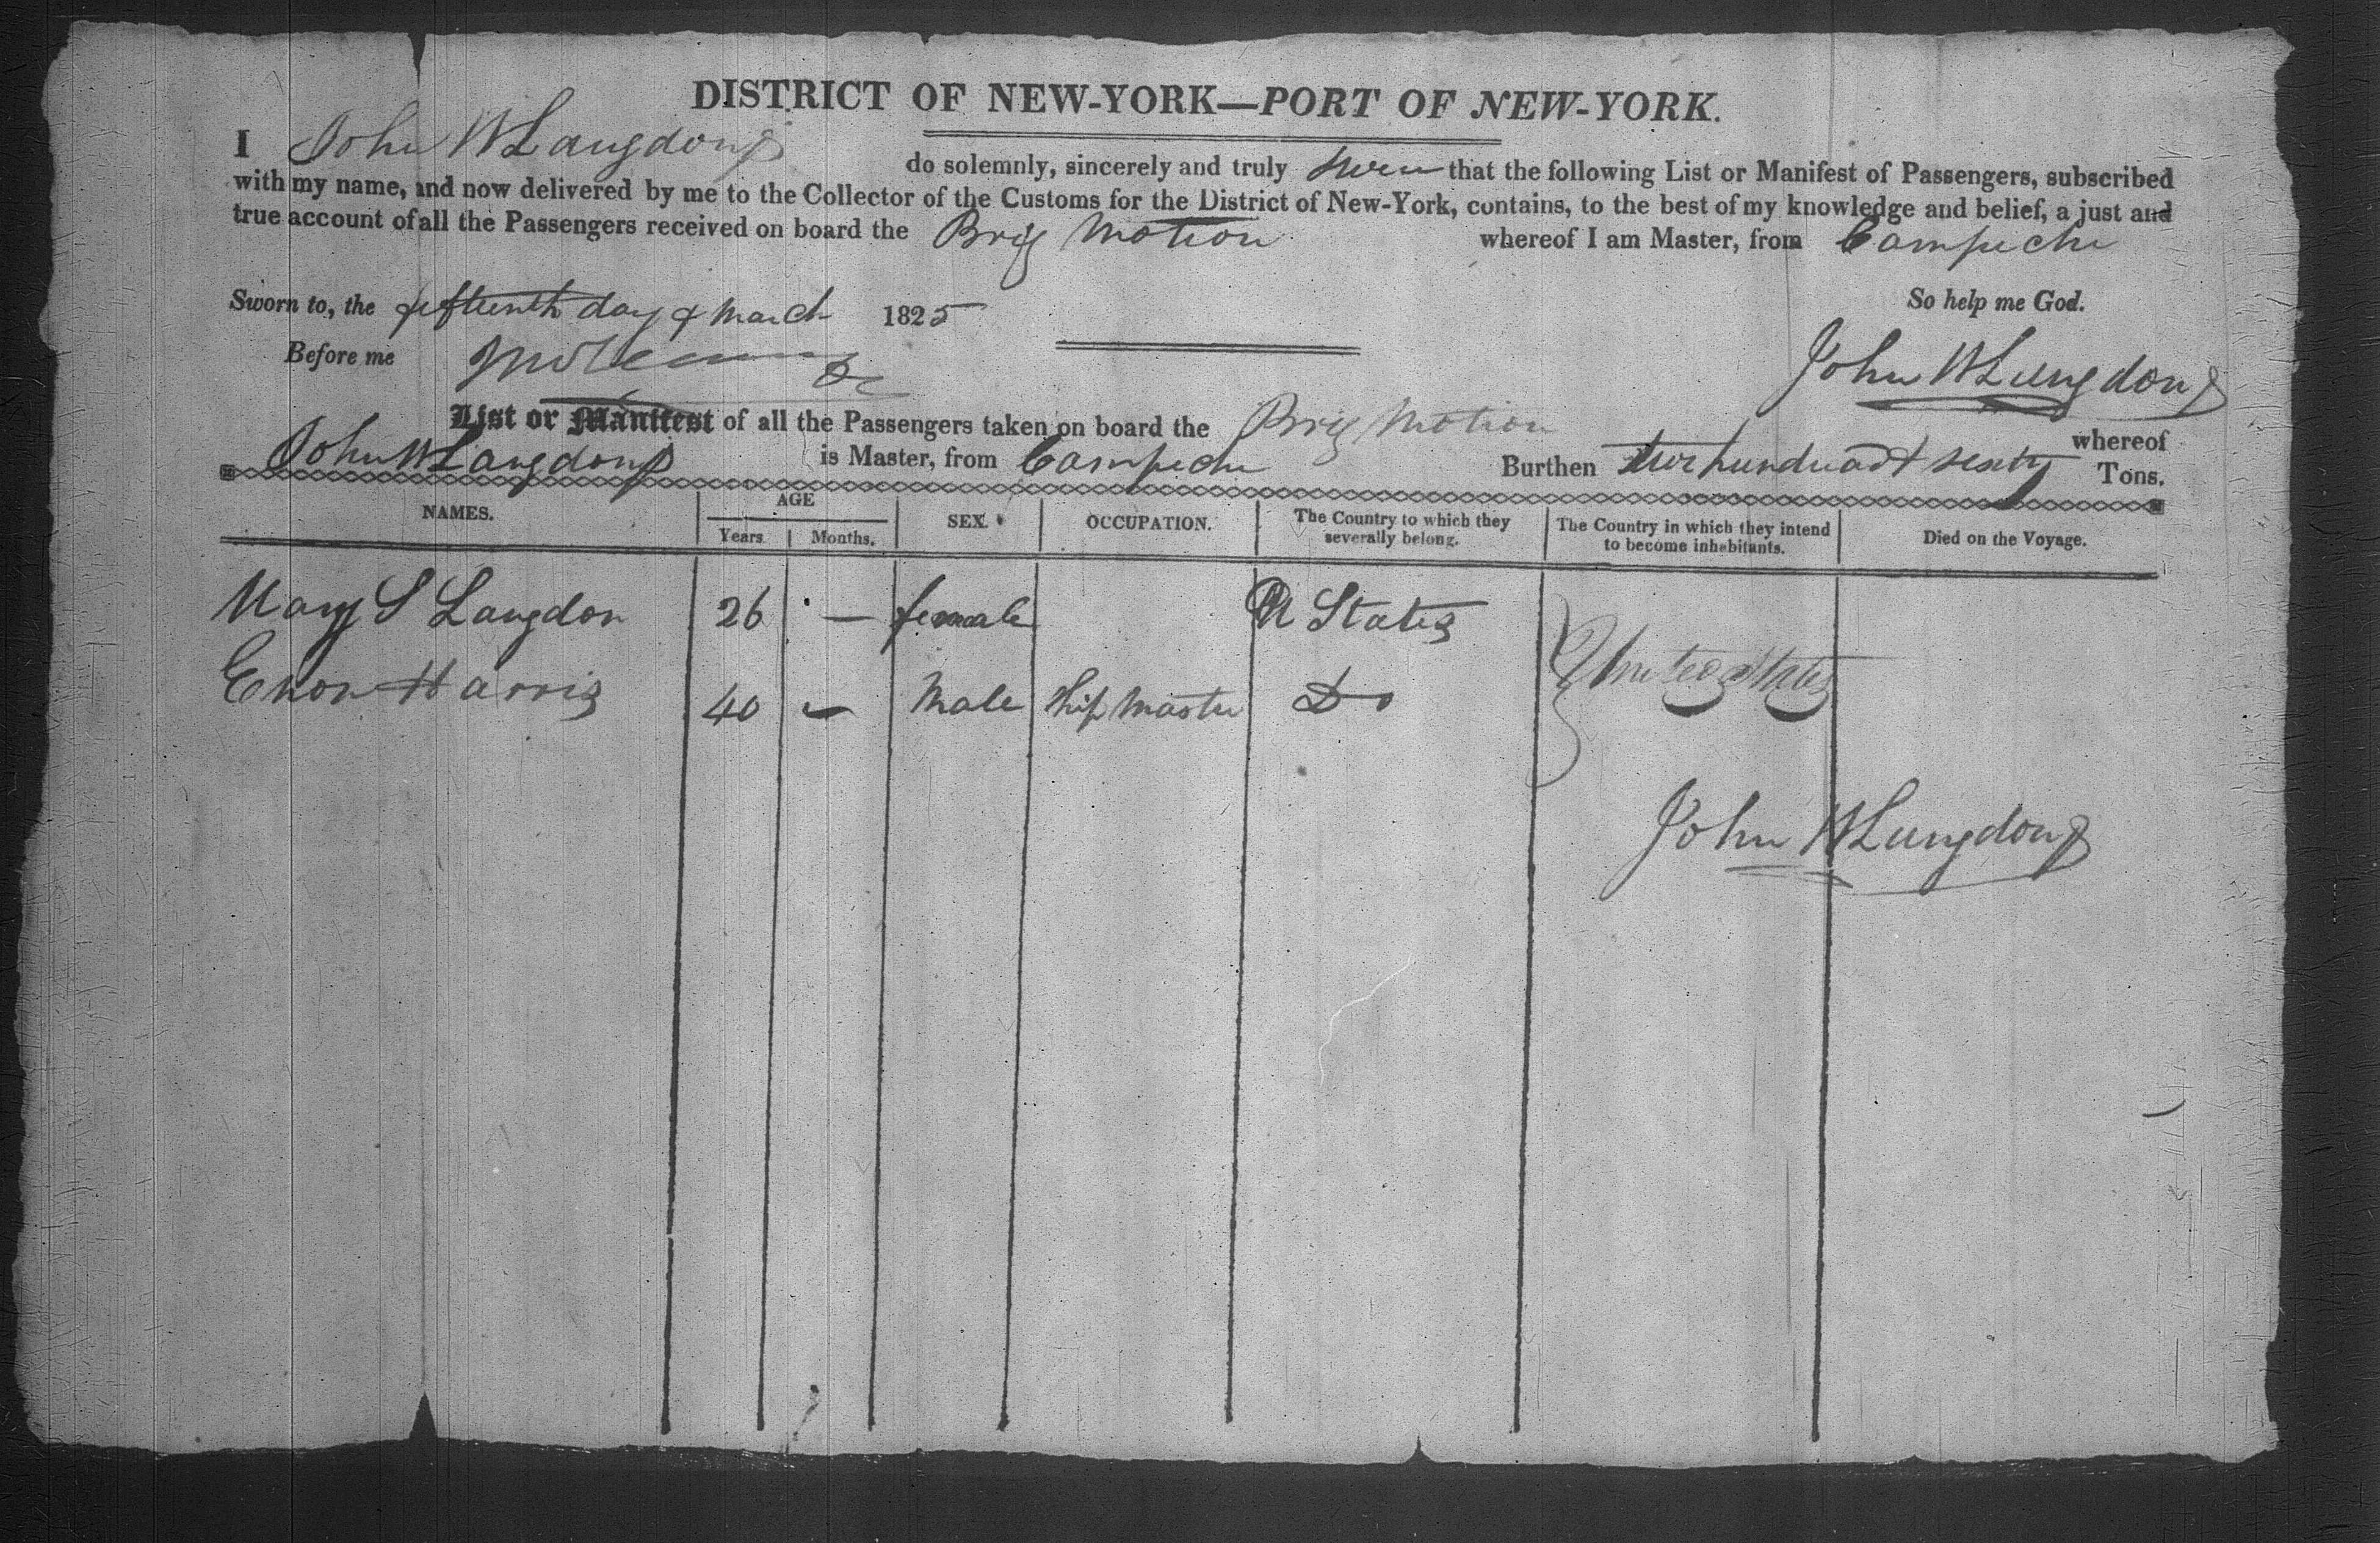 DISTRICT OF NEW-YORK—PORT OF NEW-YORK.
I John W Langdon do solemnly, sincerely and truly swear that the following List or Manifest of Passengers, subscribed
with my name, and now delivered by me to the Collector of the Customs for the District of New-York, contains, to the best of my knowledge and belief, a just and
true account of all the Passengers received on board the Brig Motion whereof I am Master, from Campeche
So help me God.
Sworn to, the fifteenth day of March 1825
Before me
John W Langdon
List or Manifest of all the Passengers taken on board the Brig Motion whereof
John W Langdon is Master, from Campeche Burthen two hundred & sixty Tons.
NAMES. AGE Years Months. SEX. OCCUPATION. The Country to which they severally belong. The Country in which they intend to become inhabitants. Died on the Voyage.
Mary S Langdon 26 — female U States
United States
Harris 40 — Male Ship Master Do
John W Langdon